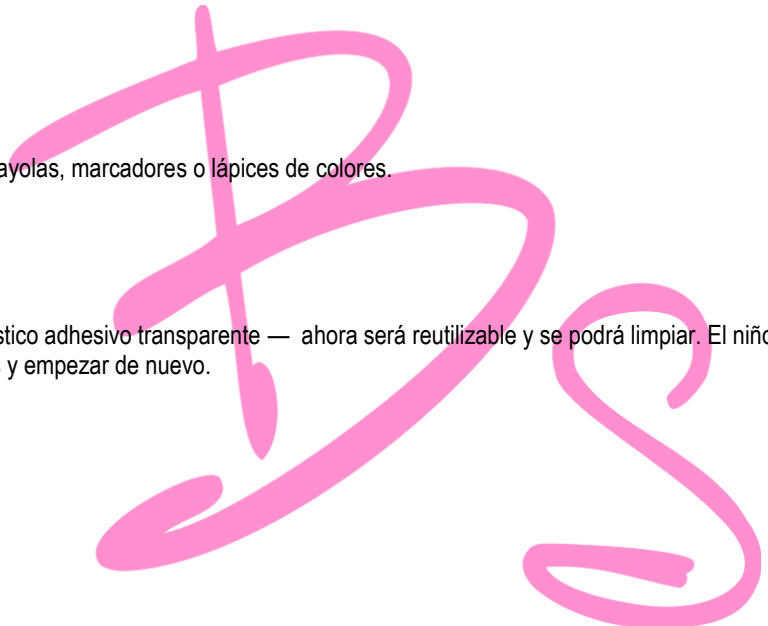 ayolas, marcadores o lápices de colores.
stico adhesivo transparente — ahora será reutilizable y se podrá limpiar. El niño
y empezar de nuevo.
BS